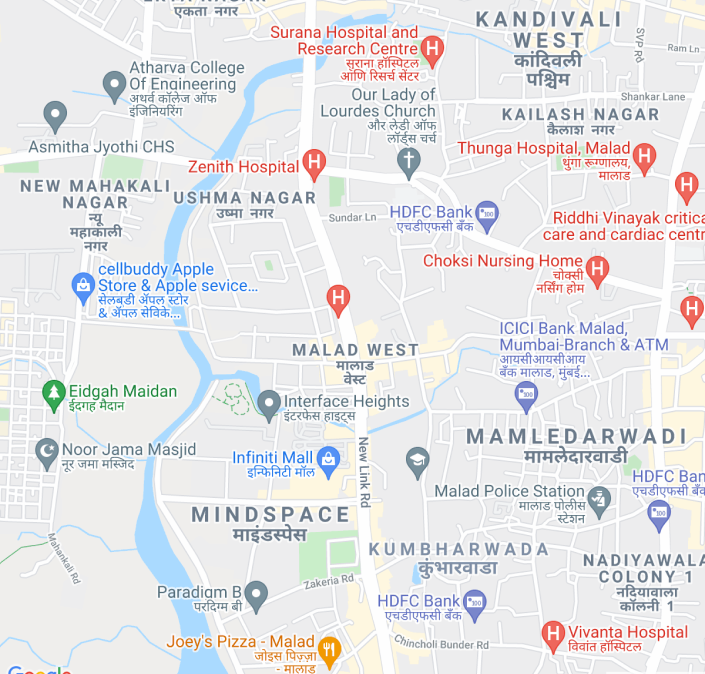 एकता नगर
Surana Hospital and
Research Centre
सुराना हॉस्पिटल
आणि रिसर्च सेंटर
KANDIVALI
WEST
कांदिवली
पश्चिम
SVP Rd
Ram Ln
Atharva College
Of Engineering
अथर्व कॉलेज ऑफ
इंजिनियरिंग
Our Lady of
Lourdes Church
और लेडी ऑफ
लॉर्ड्स चर्च
Shankar Lane
KAILASH NAGAR
कैलाश नगर
Asmitha Jyothi CHS
Zenith Hospital
Thunga Hospital, Malad
थुंगा रूग्णालय,
मालाड
NEW MAHAKALI
NAGAR
न्यू
महाकाली
नगर
USHMA NAGAR
उष्मा नगर
Sundar Ln
HDFC Bank
एचडीएफसी बँक
Riddhi Vinayak critica
care and cardiac centr
cellbuddy Apple
Store & Apple sevice...
सेलबडी ॲपल स्टोर
& ॲपल सेविके...
Choksi Nursing Home
चोक्सी
नर्सिंग होम
ICICI Bank Malad,
Mumbai-Branch & ATM
आयसीआयसीआय
बँक मालाड, मुंबई...
MALAD WEST
मालाड
वेस्ट
Eidgah Maidan
ईदगह मैदान
Interface Heights
इंटरफेस हाइट्स
MAMLEDARWADI
मामलेदारवाडी
Noor Jama Masjid
नूर जमा मस्जिद
Infiniti Mall
इन्फिनिटी मॉल
New Link Rd
Malad Police Station
मालाड पोलीस
स्टेशन
HDFC Ban
एचडीएफसी बँक
MINDSPACE
माइंडस्पेस
Mahankali Rd
KUMBHARWADA
कुंभारवाडा
NADIYAWALA
COLONY 1
नदियावाला
कॉलनी 1
Zakeria Rd
Paradigm B
परदिग्म बी
HDFC Bank
एचडीएफसी बँक
Joey's Pizza - Malad
जोइस पिज़्ज़ा
- मालाड
Chincholi Bunder Rd
Vivanta Hospital
विवांत हॉस्पिटल
Google